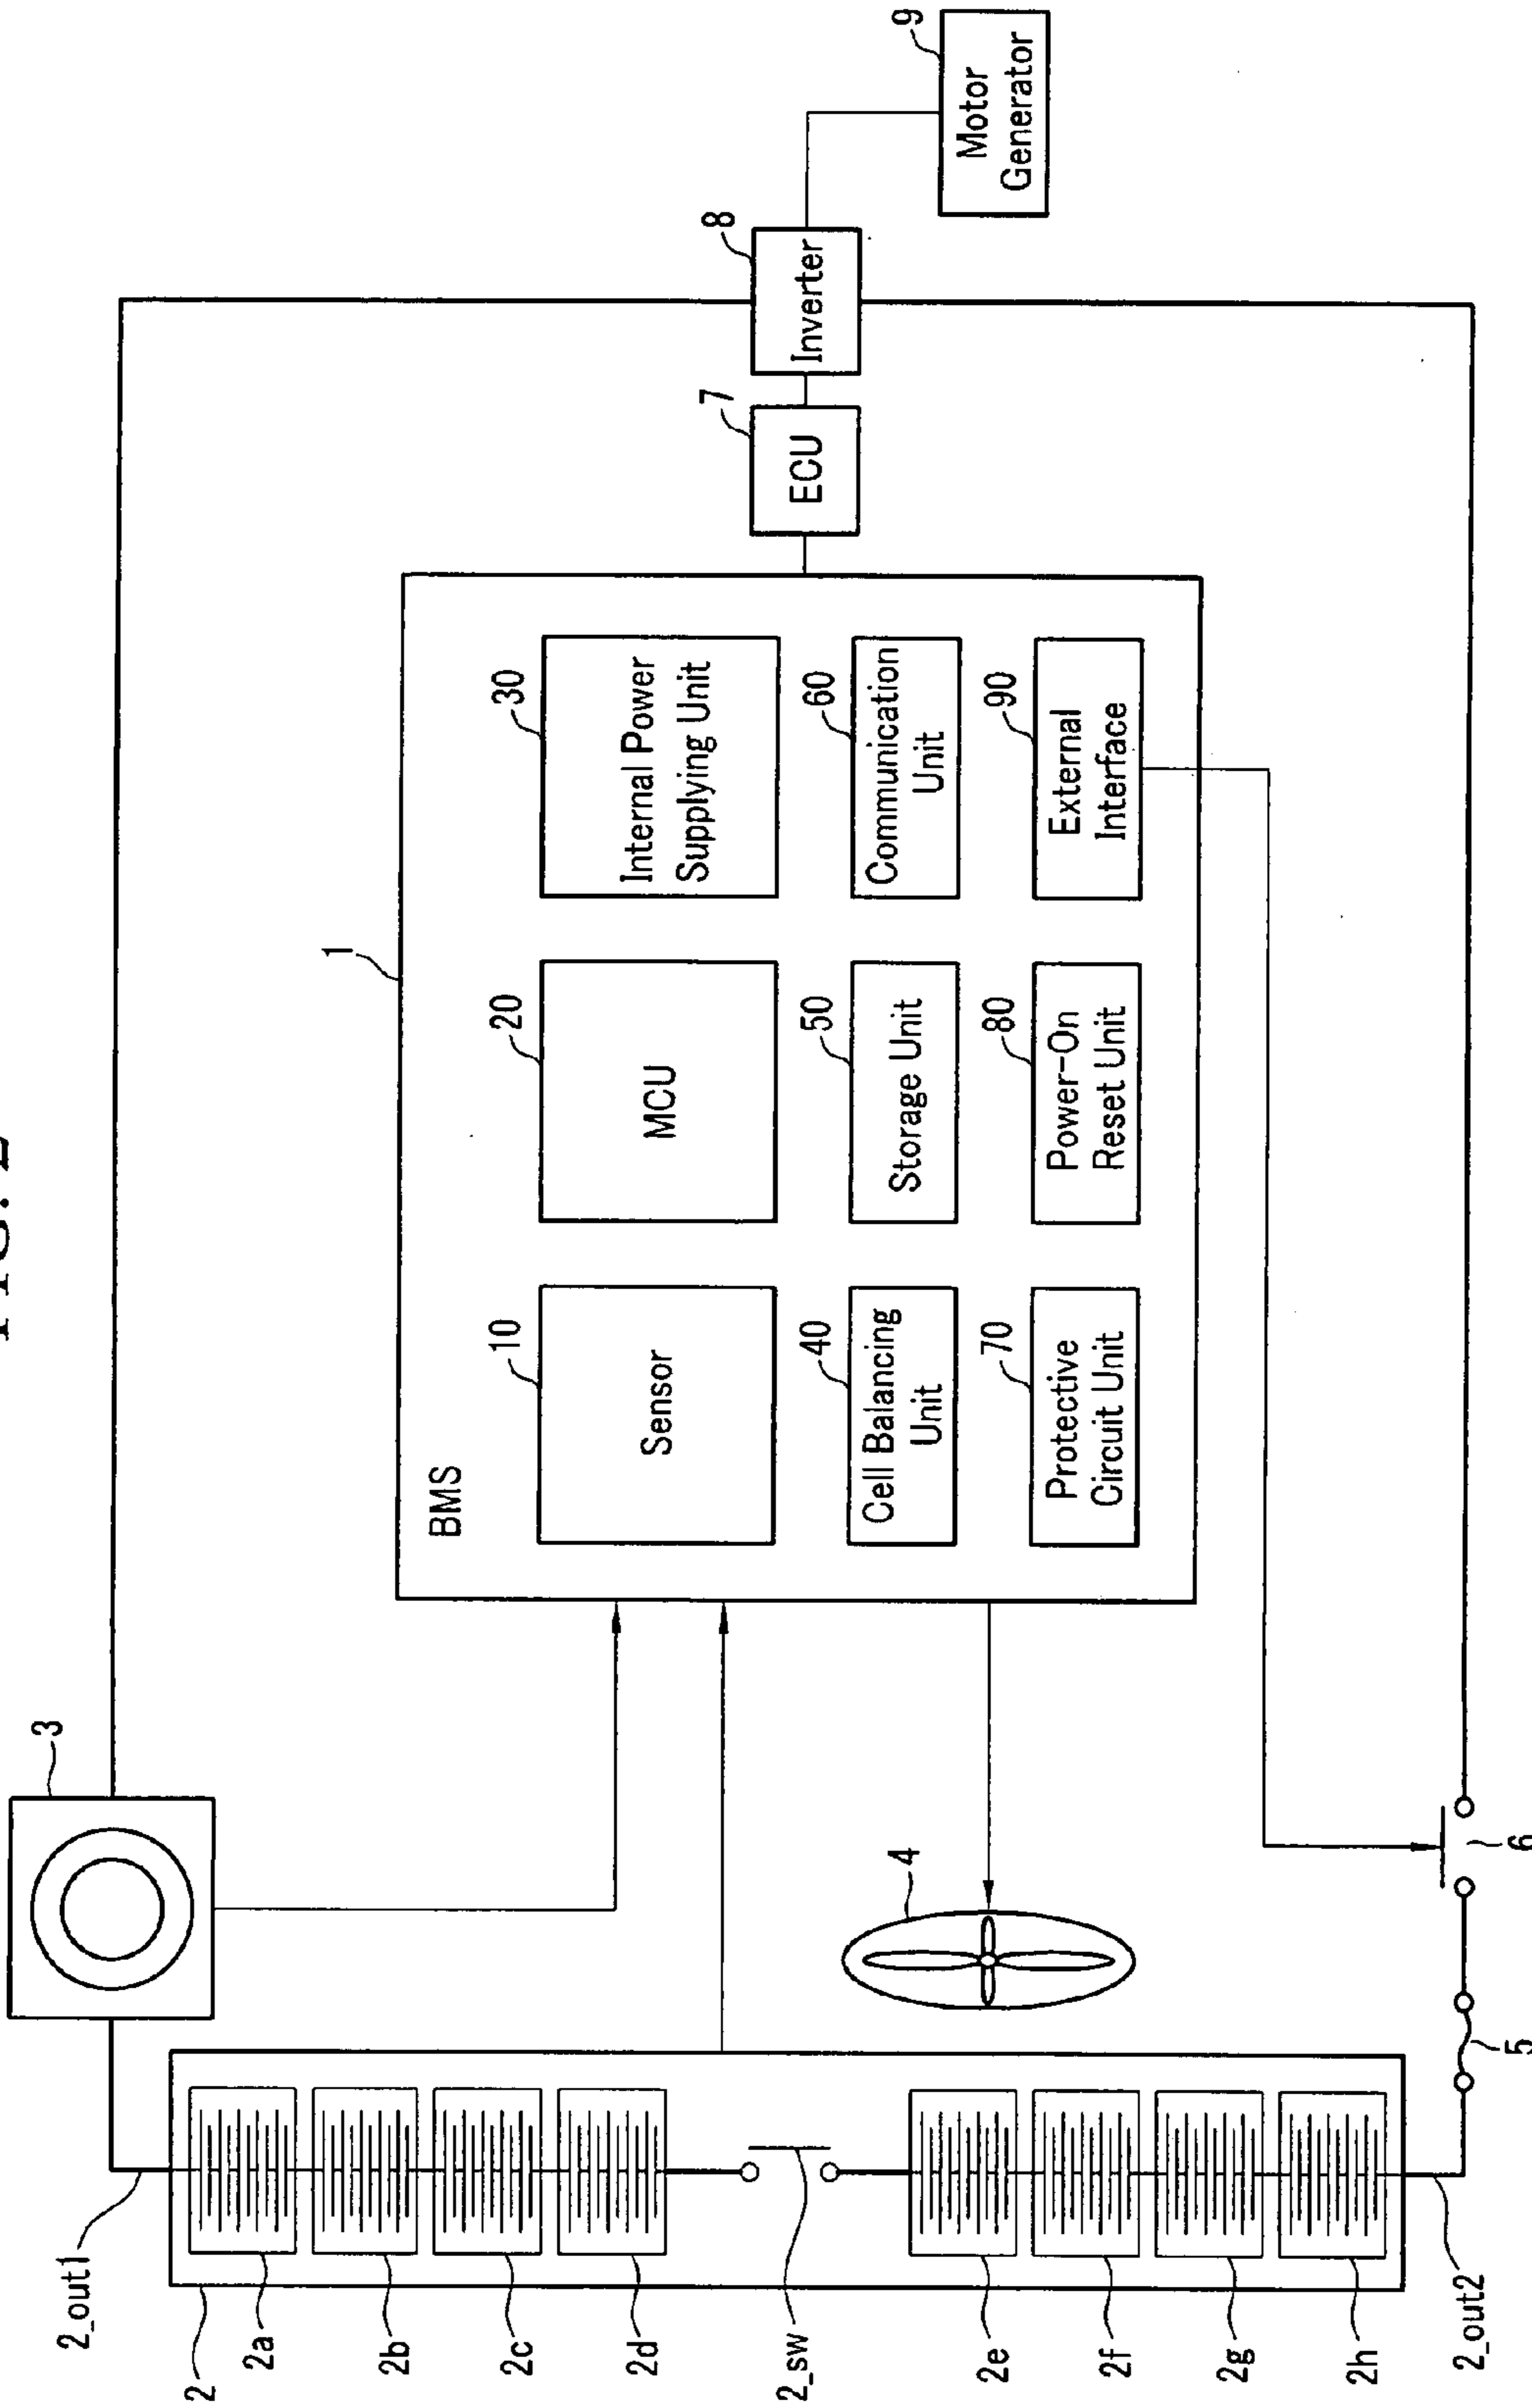 FIG. 2
2_out1
2
2a
2b
2c
2d
2_sw
2e
2f
2g
2h
2_out2
3
4
5
6
1
BMS
10
Sensor
20
MCU
30
Internal Power
Supplying Unit
40
Cell Balancing
Unit
50
Storage Unit
60
Communication
Unit
70
Protective
Circuit Unit
80
Power-On
Reset Unit
90
External
Interface
7
ECU
8
Inverter
9
Motor
Generator